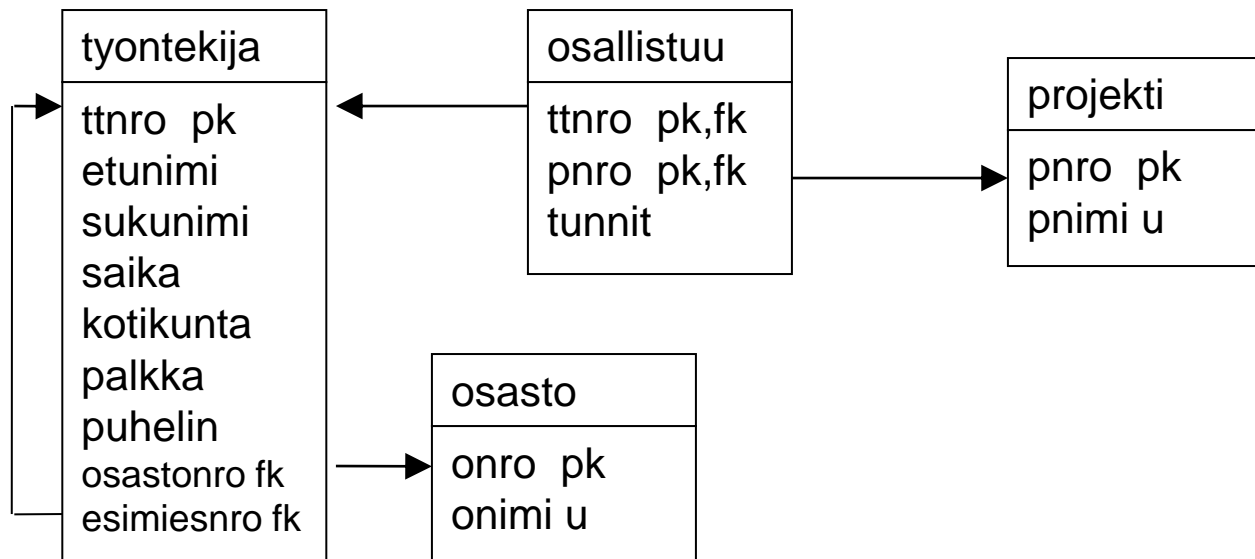 tyontekija
ttnro pk
etunimi
sukunimi
saika
kotikunta
palkka
puhelin
osastonro fk
esimiesnro fk
osallistuu
ttnro pk,fk
pnro pk,fk
tunnit
projekti
pnro pk
pnimi u
osasto
onro pk
onimi u